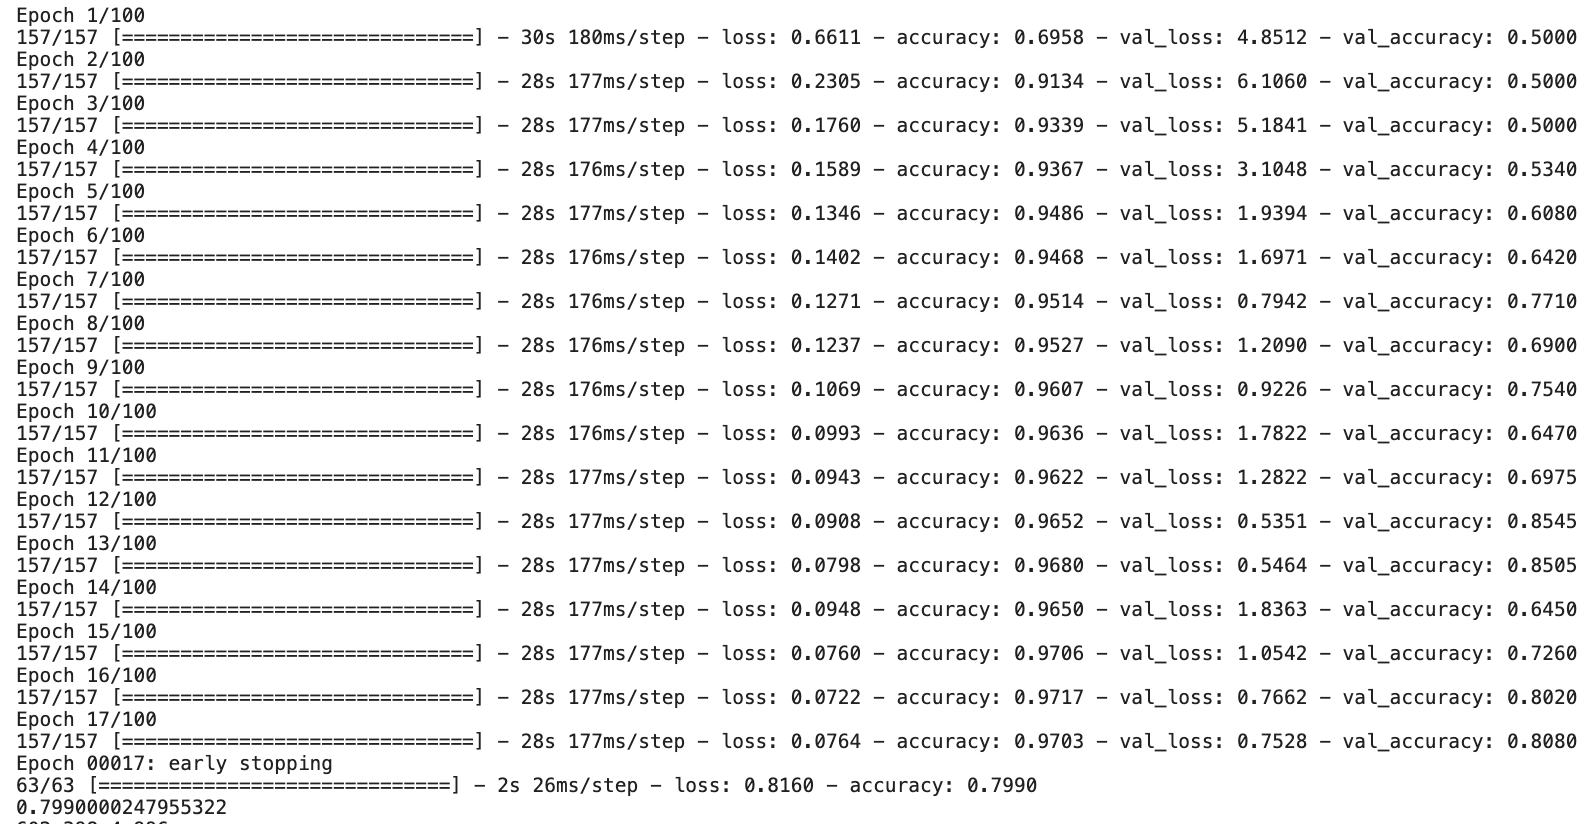 Epoch 1/100
157/157 [==============================] - 30s 180ms/step - loss: 0.6611 - accuracy: 0.6958 - val_loss: 4.8512 - val_accuracy: 0.5000
Epoch 2/100
157/157 [==============================] - 28s 177ms/step - loss: 0.2305 - accuracy: 0.9134 - val_loss: 6.1060 - val_accuracy: 0.5000
Epoch 3/100
157/157 [==============================] - 28s 177ms/step - loss: 0.1760 - accuracy: 0.9339 - val_loss: 5.1841 - val_accuracy: 0.5000
Epoch 4/100
157/157 [==============================] - 28s 176ms/step - loss: 0.1589 - accuracy: 0.9367 - val_loss: 3.1048 - val_accuracy: 0.5340
Epoch 5/100
157/157 [==============================] - 28s 177ms/step - loss: 0.1346 - accuracy: 0.9486 - val_loss: 1.9394 - val_accuracy: 0.6080
Epoch 6/100
157/157 [==============================] - 28s 176ms/step - loss: 0.1402 - accuracy: 0.9468 - val_loss: 1.6971 - val_accuracy: 0.6420
Epoch 7/100
157/157 [==============================] - 28s 176ms/step - loss: 0.1271 - accuracy: 0.9514 - val_loss: 0.7942 - val_accuracy: 0.7710
Epoch 8/100
157/157 [==============================] - 28s 176ms/step - loss: 0.1237 - accuracy: 0.9527 - val_loss: 1.2090 - val_accuracy: 0.6900
Epoch 9/100
157/157 [==============================] - 28s 176ms/step - loss: 0.1069 - accuracy: 0.9607 - val_loss: 0.9226 - val_accuracy: 0.7540
Epoch 10/100
157/157 [==============================] - 28s 176ms/step - loss: 0.0993 - accuracy: 0.9636 - val_loss: 1.7822 - val_accuracy: 0.6470
Epoch 11/100
157/157 [==============================] - 28s 177ms/step - loss: 0.0943 - accuracy: 0.9622 - val_loss: 1.2822 - val_accuracy: 0.6975
Epoch 12/100
157/157 [==============================] - 28s 177ms/step - loss: 0.0908 - accuracy: 0.9652 - val_loss: 0.5351 - val_accuracy: 0.8545
Epoch 13/100
157/157 [==============================] - 28s 177ms/step - loss: 0.0798 - accuracy: 0.9680 - val_loss: 0.5464 - val_accuracy: 0.8505
Epoch 14/100
157/157 [==============================] - 28s 177ms/step - loss: 0.0948 - accuracy: 0.9650 - val_loss: 1.8363 - val_accuracy: 0.6450
Epoch 15/100
157/157 [==============================] - 28s 177ms/step - loss: 0.0760 - accuracy: 0.9706 - val_loss: 1.0542 - val_accuracy: 0.7260
Epoch 16/100
157/157 [==============================] - 28s 177ms/step - loss: 0.0722 - accuracy: 0.9717 - val_loss: 0.7662 - val_accuracy: 0.8020
Epoch 17/100
157/157 [==============================] - 28s 177ms/step - loss: 0.0764 - accuracy: 0.9703 - val_loss: 0.7528 - val_accuracy: 0.8080
Epoch 00017: early stopping
63/63 [==============================] - 2s 26ms/step - loss: 0.8160 - accuracy: 0.7990
0.7990000247955322